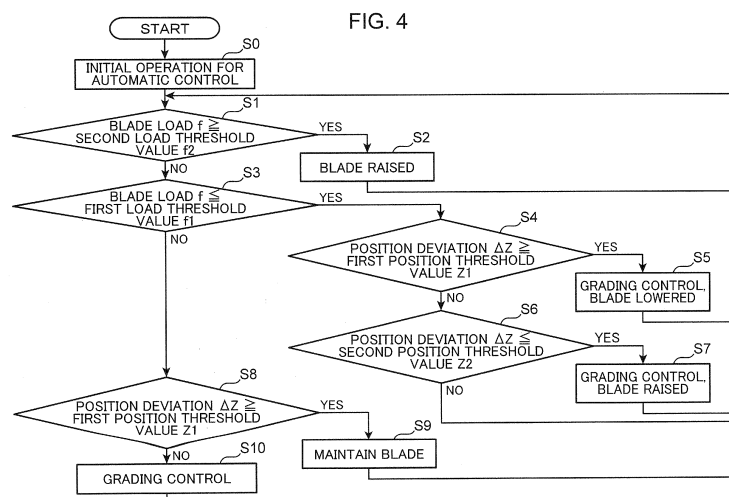 FIG. 4
START
S0
INITIAL OPERATION FOR
AUTOMATIC CONTROL
S1
BLADE LOAD f ≧
SECOND LOAD THRESHOLD
VALUE f2
YES
S2
BLADE RAISED
NO
S3
BLADE LOAD f ≦
FIRST LOAD THRESHOLD
VALUE f1
YES
NO
S4
POSITION DEVIATION ΔZ ≧
FIRST POSITION THRESHOLD
VALUE Z1
YES
S5
GRADING CONTROL,
BLADE LOWERED
NO
S6
POSITION DEVIATION ΔZ ≦
SECOND POSITION THRESHOLD
VALUE Z2
YES
S7
GRADING CONTROL,
BLADE RAISED
NO
S8
POSITION DEVIATION ΔZ ≧
FIRST POSITION THRESHOLD
VALUE Z1
YES
S9
MAINTAIN BLADE
NO
S10
GRADING CONTROL